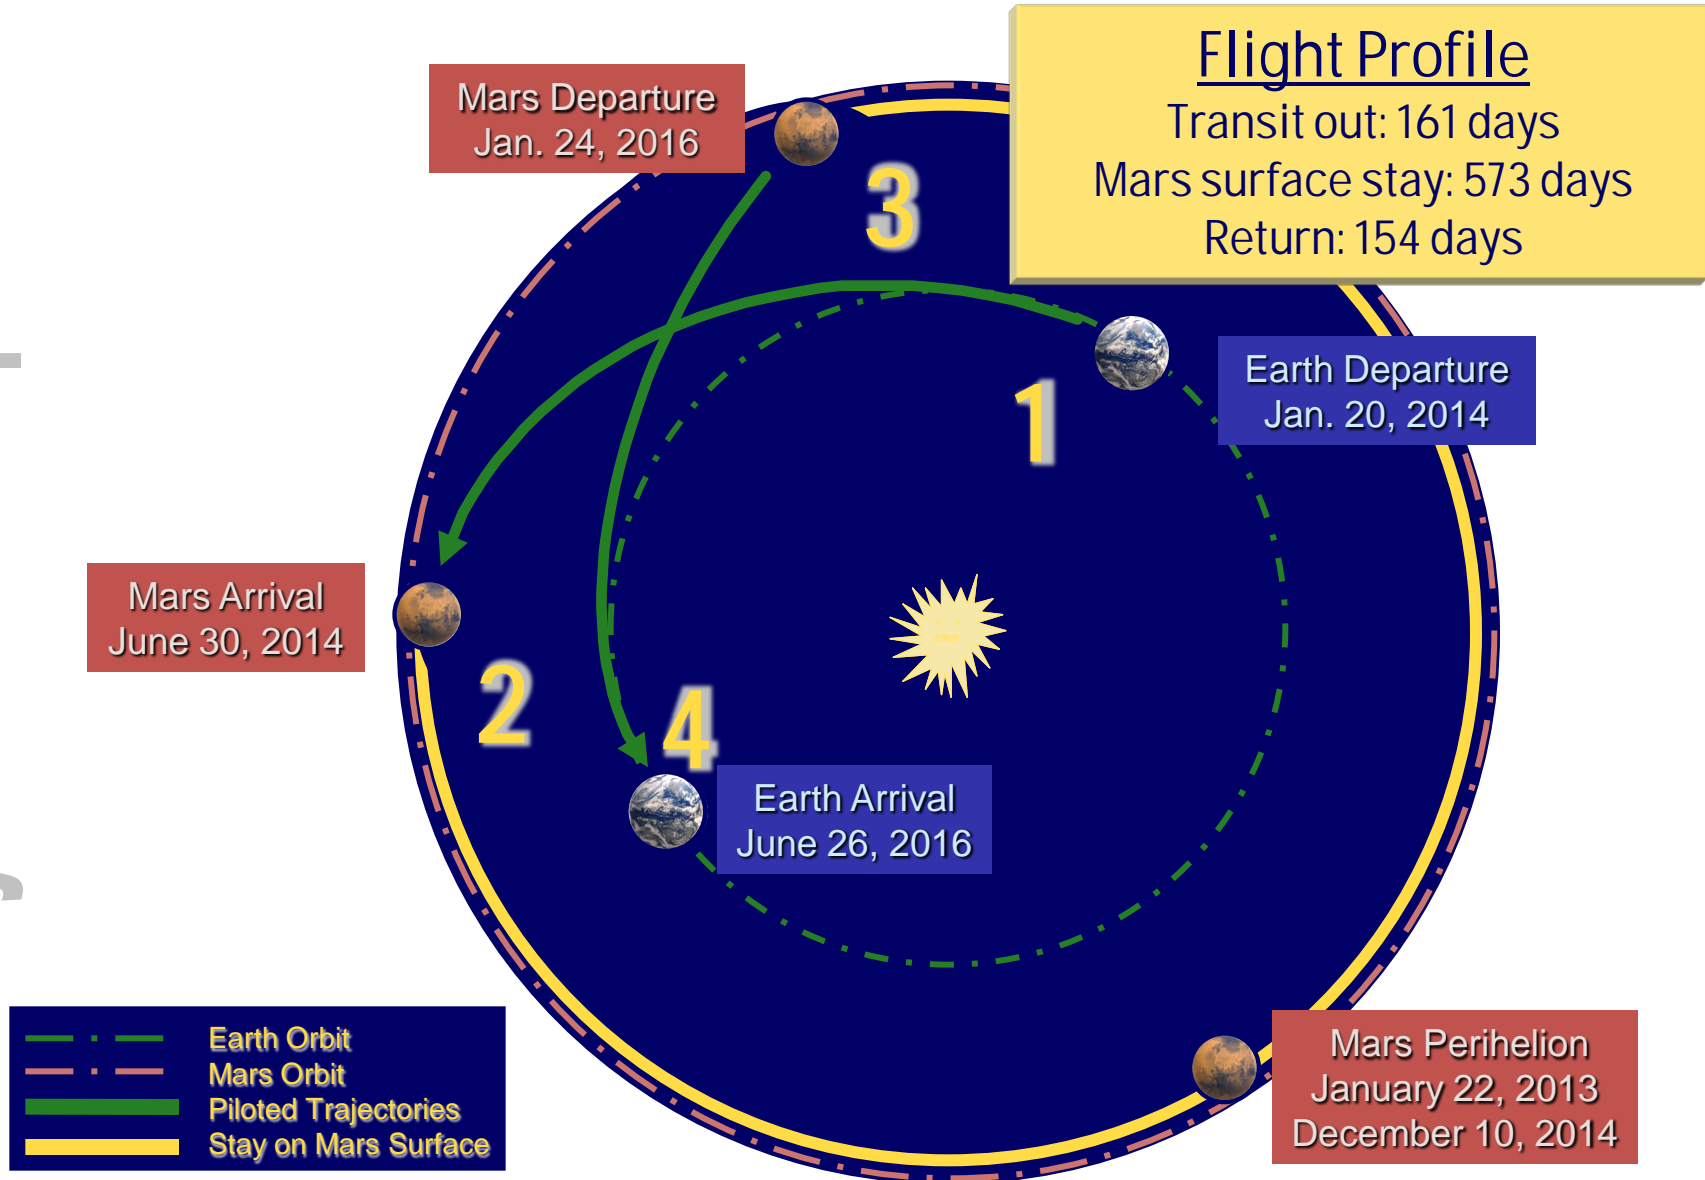 Flight Profile
Transit out: 161 days
Mars surface stay: 573 days
Return: 154 days
Mars Departure
Jan. 24, 2016
3
Earth Departure
Jan. 20, 2014
1
Mars Arrival
June 30, 2014
2
4
Earth Arrival
June 26, 2016
Mars Perihelion
January 22, 2013
December 10, 2014
Earth Orbit
Mars Orbit
Piloted Trajectories
Stay on Mars Surface